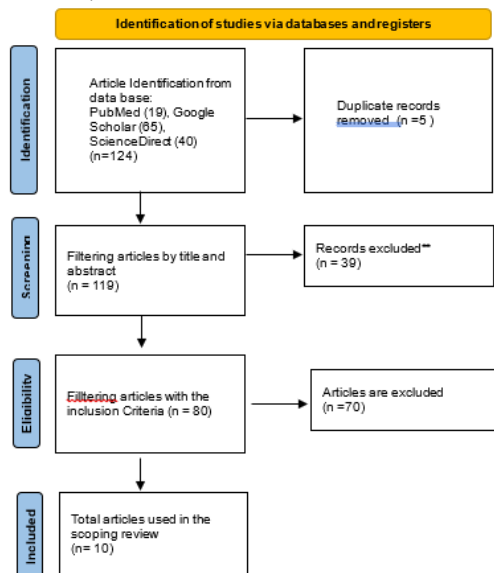 Identification of studies via databases and registers
Identification
Article Identification from
data base:
PubMed (19), Google
Scholar (65),
ScienceDirect (40)
(n=124)
Duplicate records
removed (n =5 )
Screening
Filtering articles by title and
abstract
(n = 119)
Records excluded**
(n = 39)
Eligibility
Filltering articles with the
inclusion Criteria (n = 80)
Articles are excluded
(n =70)
Included
Total articles used in the
scoping review
(n= 10)